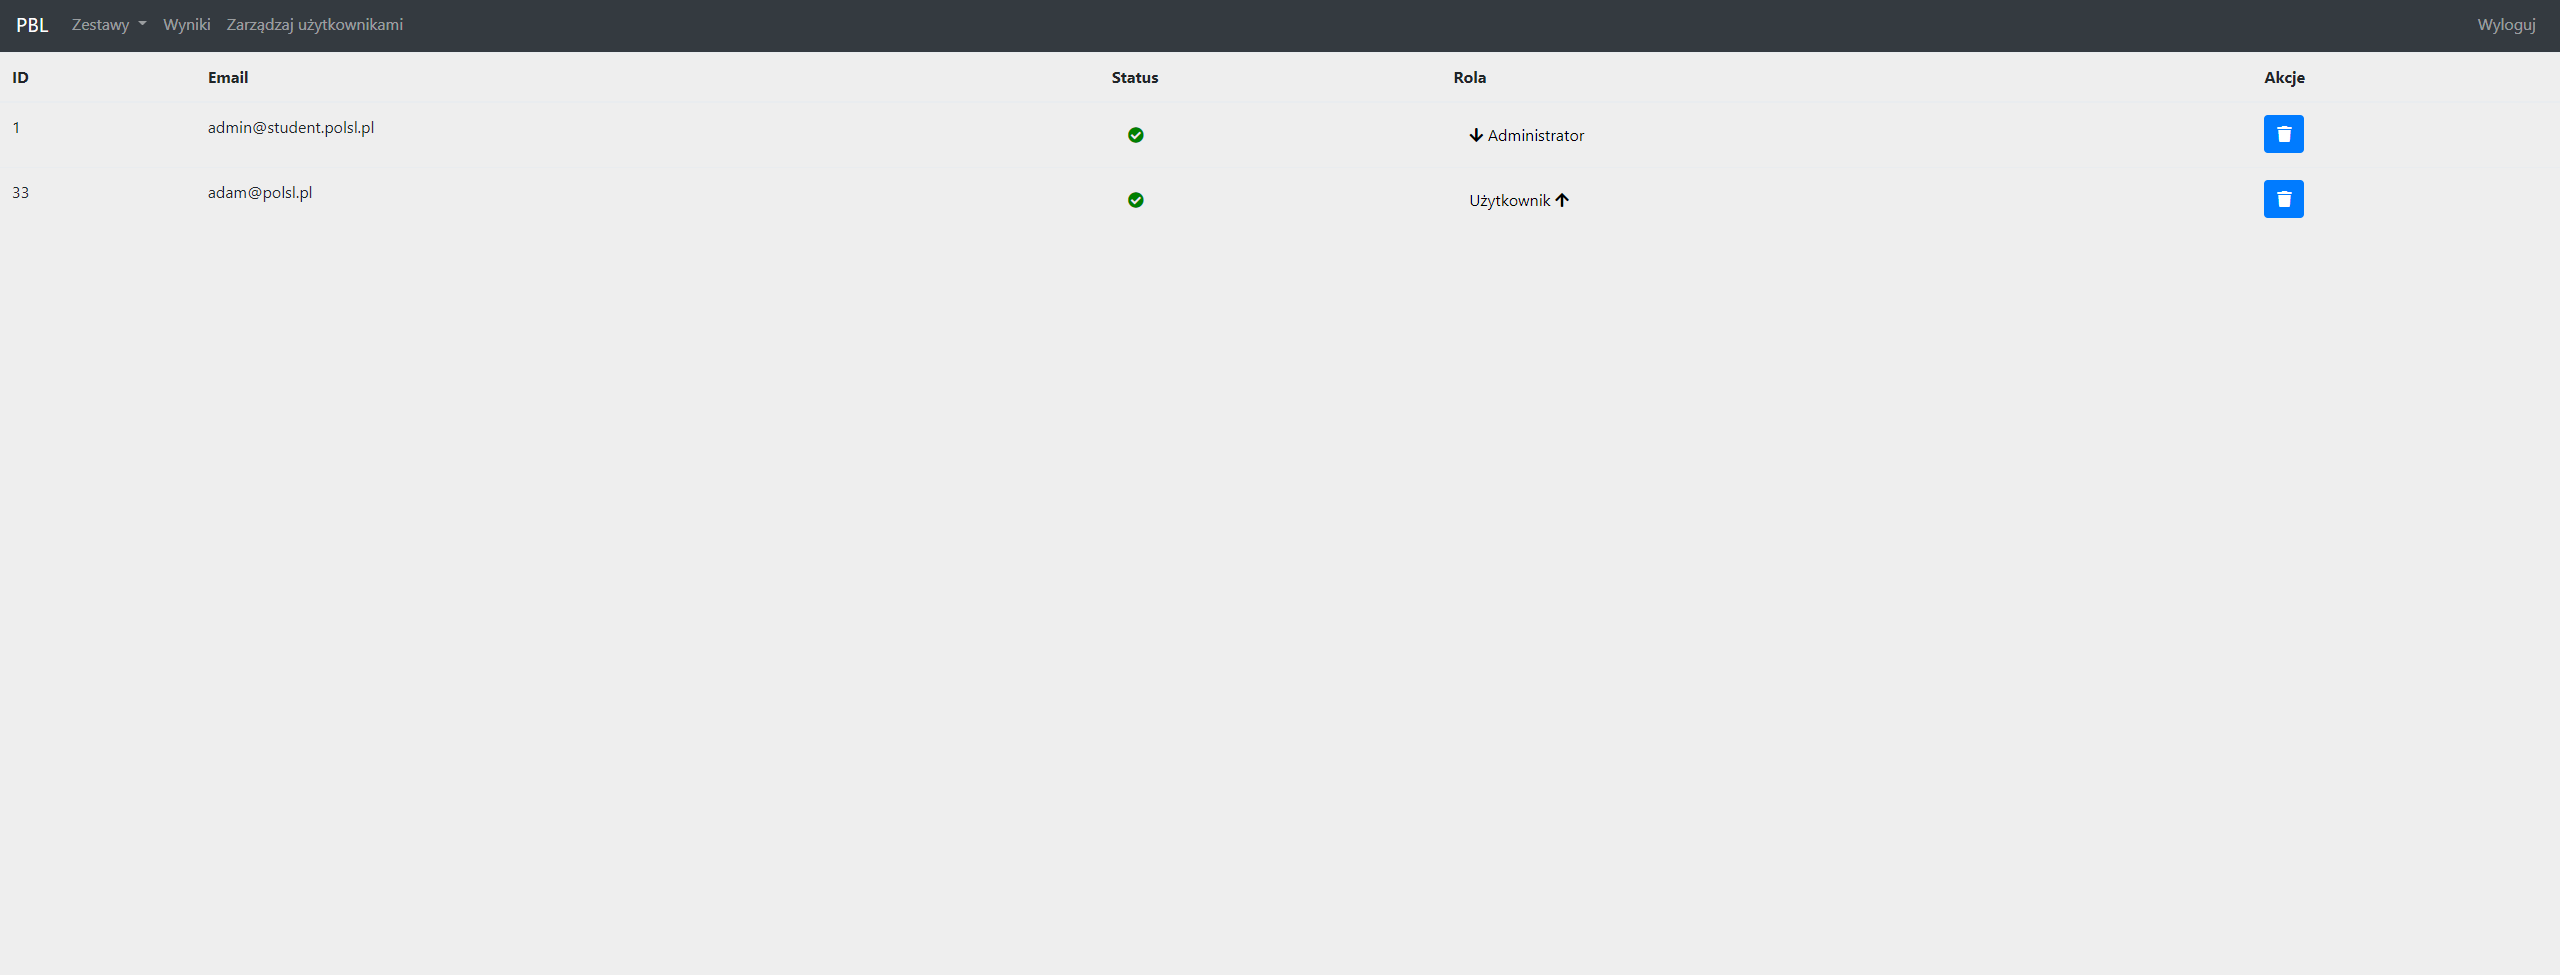 PBL Zestawy Wyniki Zarządzaj użytkownikami Wyloguj
ID Email Status Rola Akcje
1 admin@student.polsl.pl Administrator
33 adam@polsl.pl Użytkownik